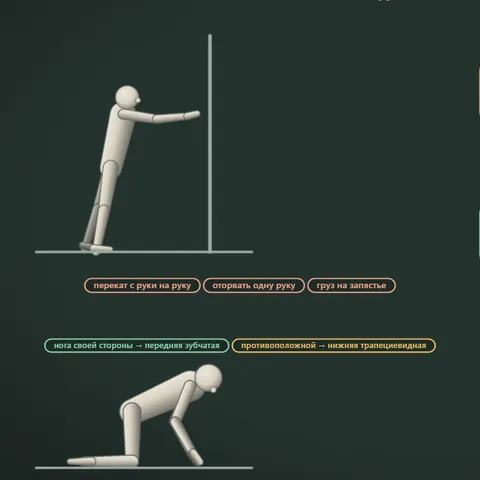 перекат с руки на руку оторвать одну руку груз на запястье
нога своей стороны → передняя зубчатая противоположной → нижняя трапециевидная